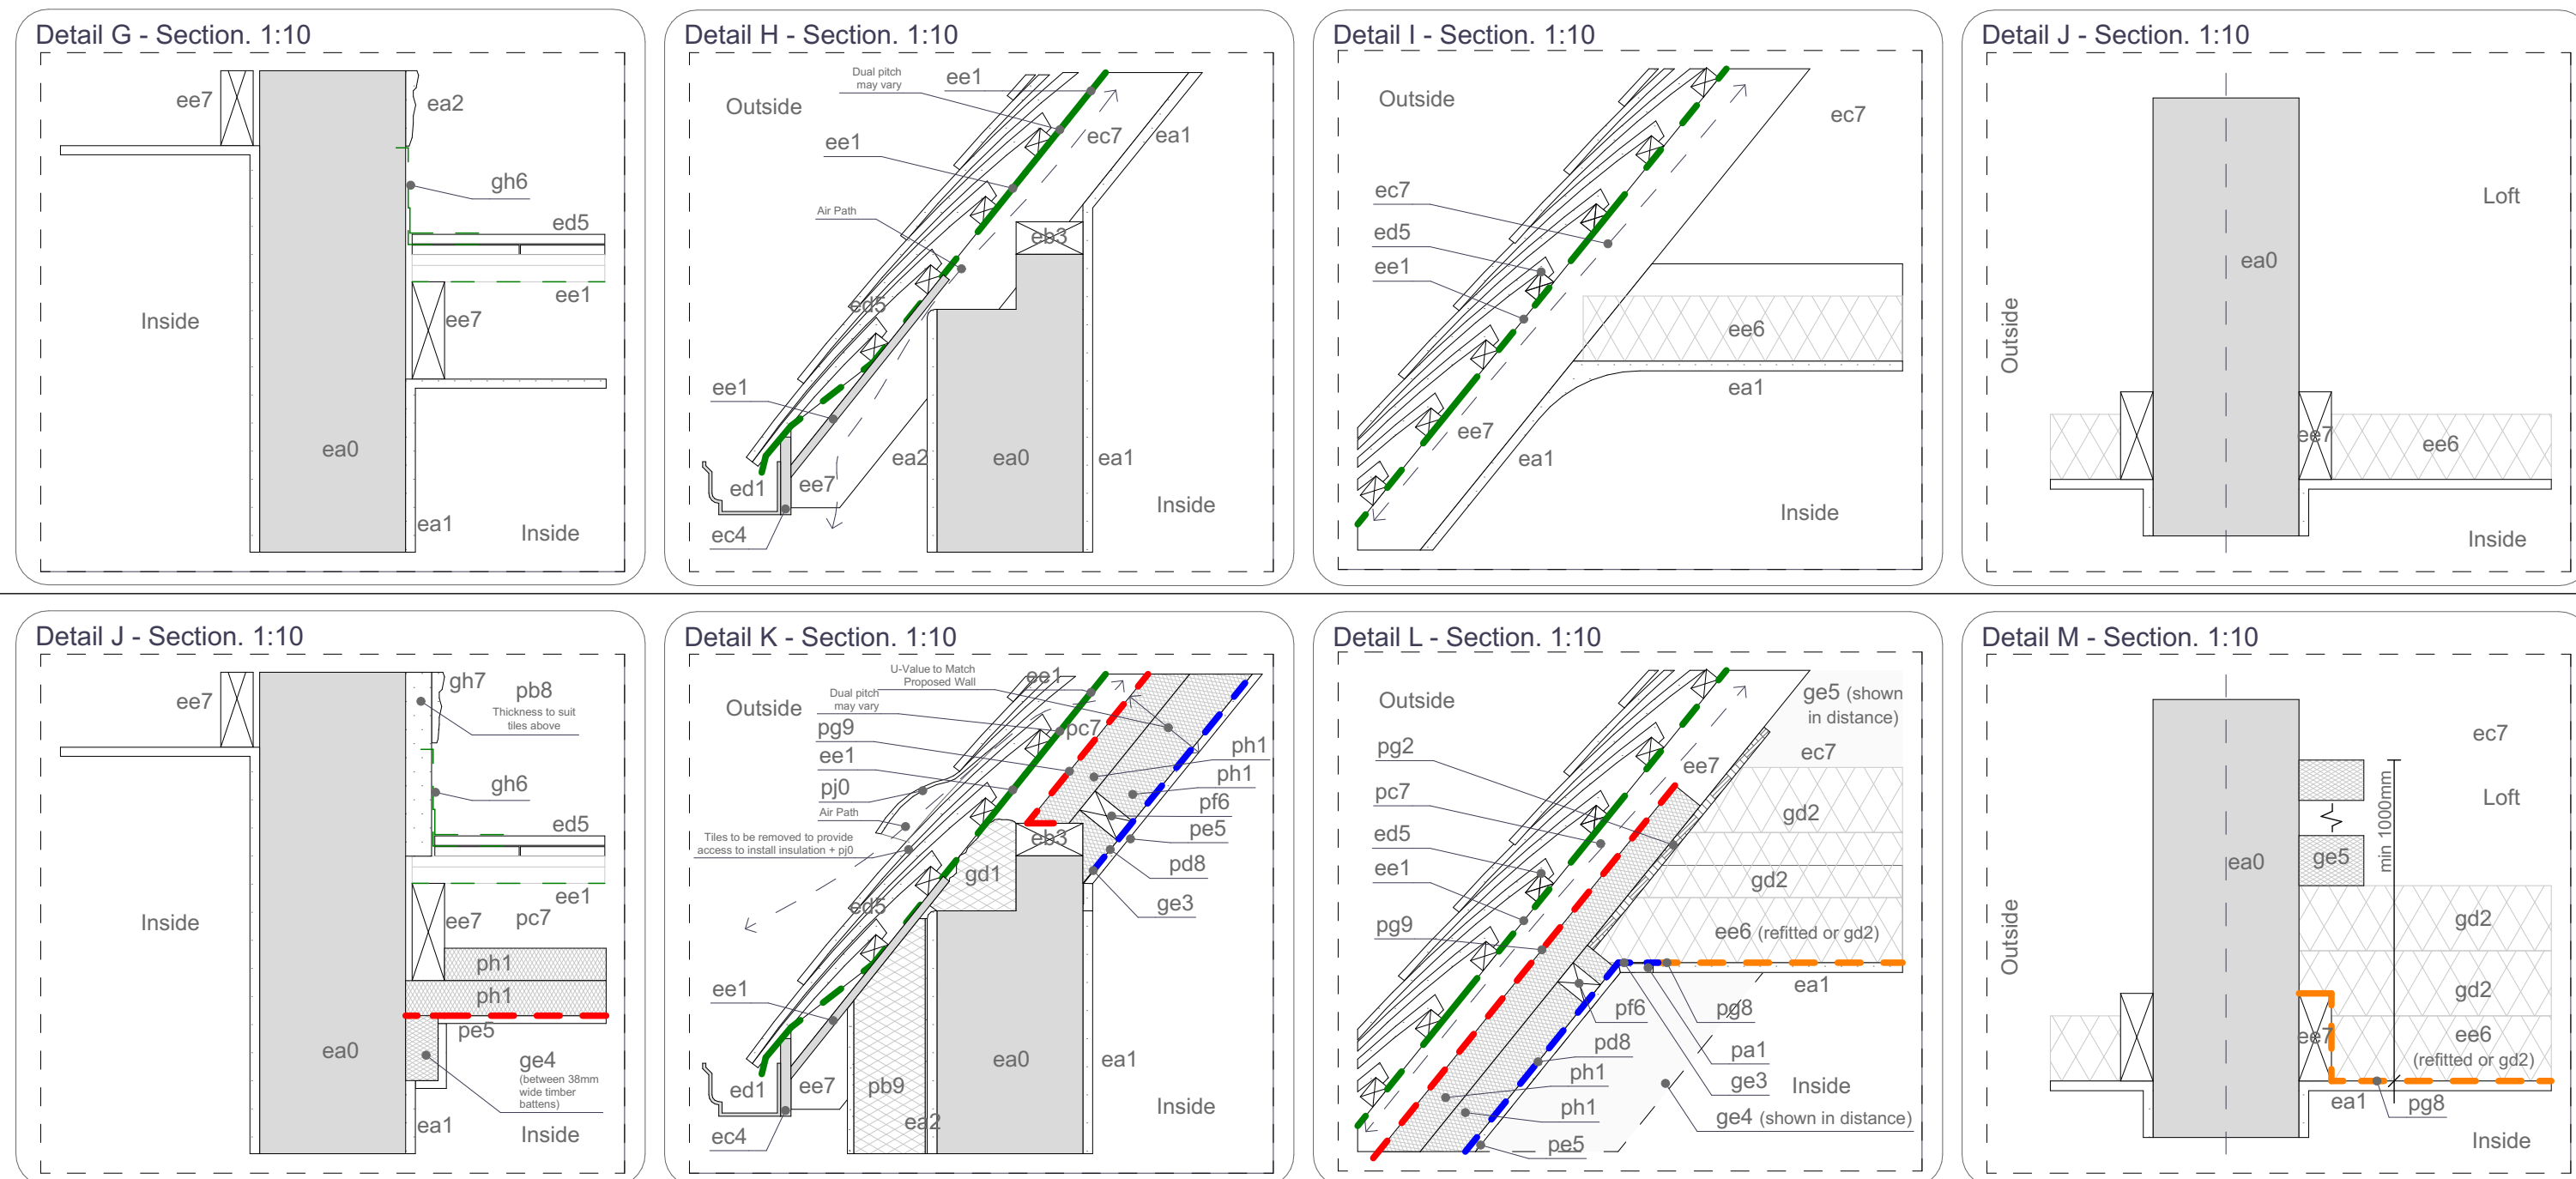 Detail G - Section. 1:10
ee7
ea2
gh6
ed5
ee1
Inside
ee7
ea0
ea1
Inside
Detail H - Section. 1:10
Dual pitch
may vary
ee1
Outside
ec7
ea1
ee1
Air Path
eb3
ed5
ee1
ea2
ea0
ea1
ed1
ee7
Inside
ec4
Detail I - Section. 1:10
Outside
ec7
ec7
ed5
ee1
ee6
ea1
ee7
ea1
Inside
Detail J - Section. 1:10
Loft
ea0
Outside
ee7
ee6
Inside
Detail J - Section. 1:10
ee7
gh7
pb8
Thickness to suit
tiles above
gh6
ed5
ee1
Inside
ee7
pc7
ph1
ph1
pe5
ea0
ge4
(between 38mm
wide timber
battens)
ea1
Inside
Detail K - Section. 1:10
U-Value to Match
Proposed Wall
ee1
Dual pitch
may vary
Outside
pg9
pc7
ee1
ph1
ph1
pj0
pf6
Air Path
pe5
Tiles to be removed to provide
access to install insulation + pj0
eb3
pd8
gd1
ge3
ed5
ee1
ea0
ea1
ed1
ee7
pb9
ea2
Inside
ec4
Detail L - Section. 1:10
Outside
ge5 (shown
in distance)
pg2
ec7
ee7
pc7
gd2
ed5
ee1
gd2
pg9
ee6 (refitted or gd2)
ea1
pf6
pg8
pd8
pa1
ph1
ge3
Inside
ph1
ge4 (shown in distance)
pe5
Detail M - Section. 1:10
ec7
Loft
min 1000mm
ea0
ge5
gd2
Outside
gd2
ee7
ee6
(refitted or gd2)
ea1
pg8
Inside